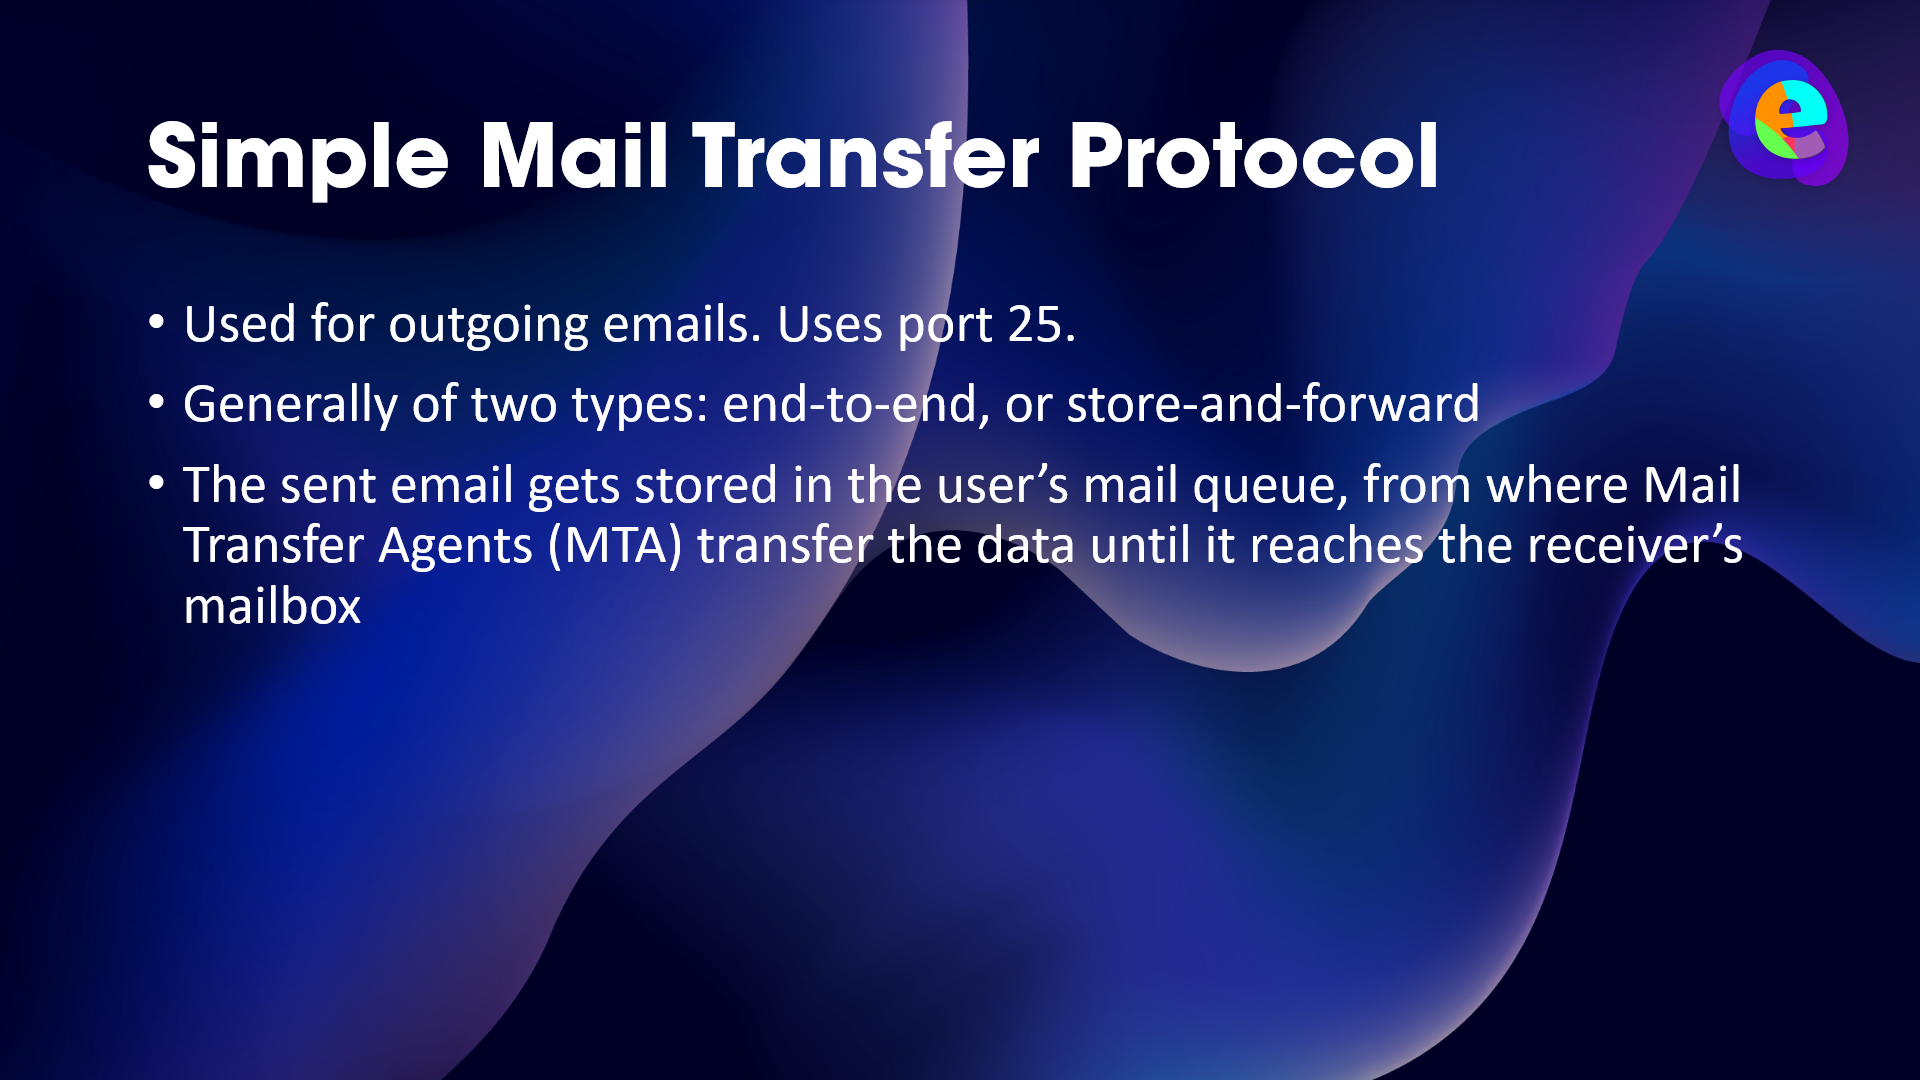 Simple Mail Transfer Protocol
• Used for outgoing emails. Uses port 25.
• Generally of two types: end-to-end, or store-and-forward
• The sent email gets stored in the user’s mail queue, from where Mail
Transfer Agents (MTA) transfer the data until it reaches the receiver’s
mailbox
e